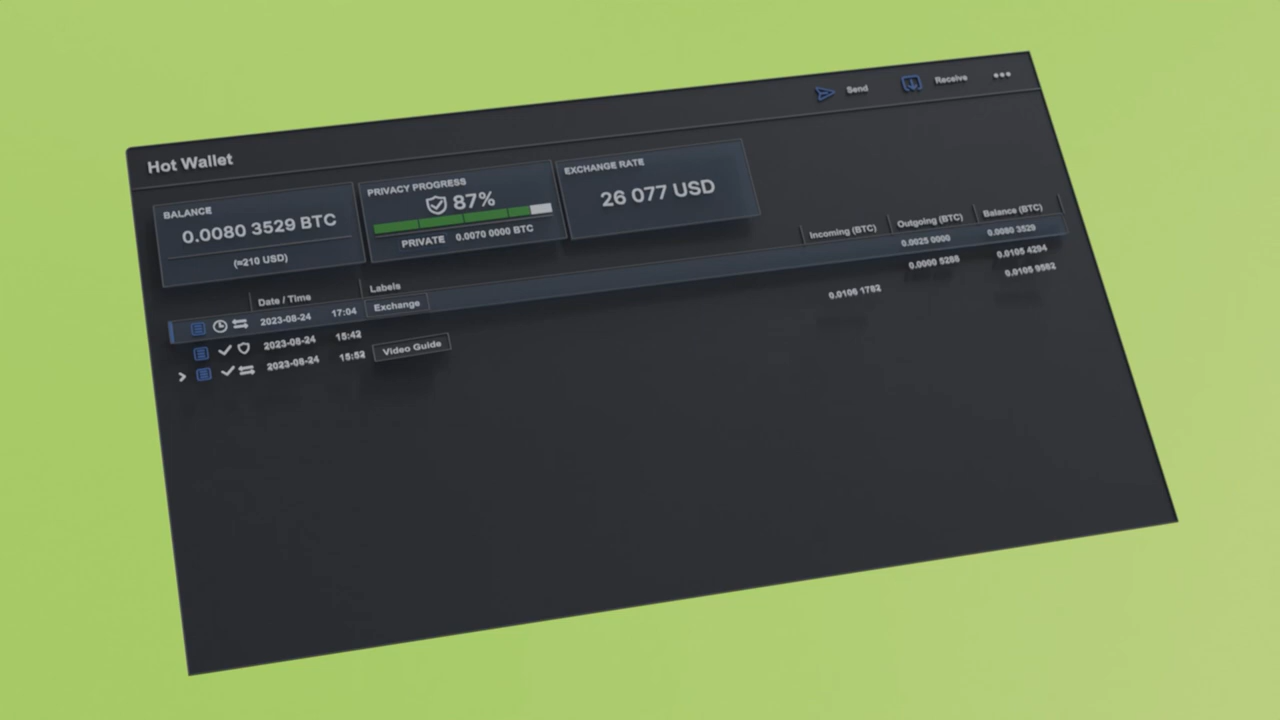 Send Receive
Hot Wallet
BALANCE
0.0080 3529 BTC
(≈210 USD)
PRIVACY PROGRESS
87%
PRIVATE 0.0070 0000 BTC
EXCHANGE RATE
26 077 USD
Date / Time Labels Incoming (BTC) Outgoing (BTC) Balance (BTC)
2023-08-24 17:04 Exchange 0.0025 0000 0.0080 3529
2023-08-24 15:42 0.0000 5288 0.0105 4294
2023-08-24 15:52 Video Guide 0.0106 1782 0.0105 9582